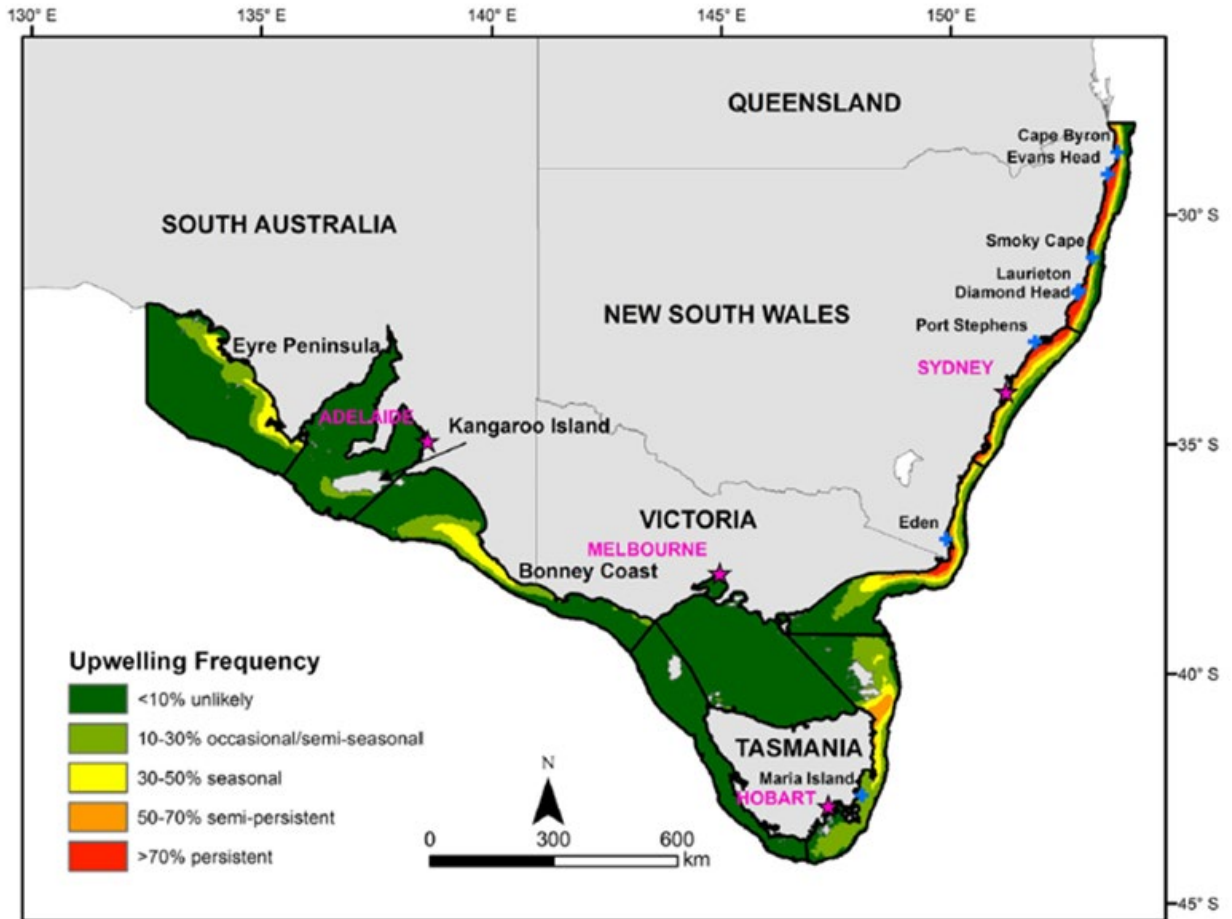 130° E
135° E
140° E
145° E
150° E
QUEENSLAND
Cape Byron
Evans Head
30° S
SOUTH AUSTRALIA
Smoky Cape
Laurieton
Diamond Head
NEW SOUTH WALES
Port Stephens
Eyre Peninsula
SYDNEY
ADELAIDE
Kangaroo Island
35° S
Eden
VICTORIA
MELBOURNE
Bonney Coast
Upwelling Frequency
<10% unlikely
10-30% occasional/semi-seasonal
30-50% seasonal
50-70% semi-persistent
>70% persistent
40° S
TASMANIA
Maria Island
HOBART
N
0
300
600
km
45° S